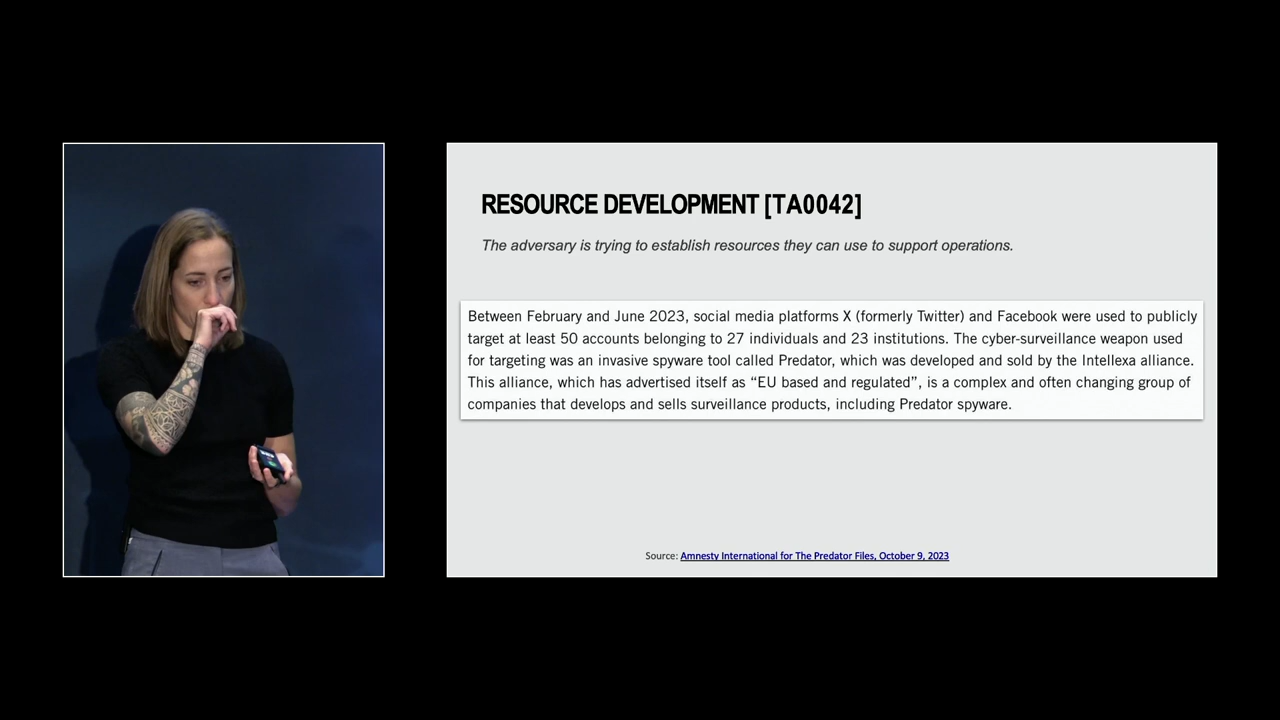 RESOURCE DEVELOPMENT [TA0042]
The adversary is trying to establish resources they can use to support operations.
Between February and June 2023, social media platforms X (formerly Twitter) and Facebook were used to publicly
target at least 50 accounts belonging to 27 individuals and 23 institutions. The cyber-surveillance weapon used
for targeting was an invasive spyware tool called Predator, which was developed and sold by the Intellexa alliance.
This alliance, which has advertised itself as “EU based and regulated”, is a complex and often changing group of
companies that develops and sells surveillance products, including Predator spyware.
Source: Amnesty International for The Predator Files, October 9, 2023